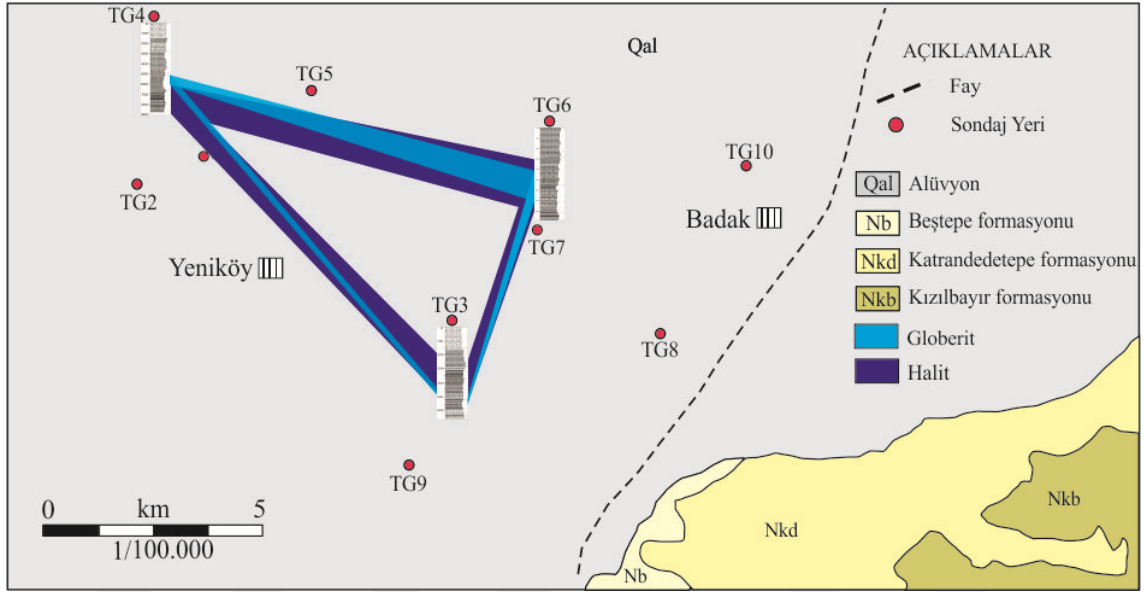 TG4
TG5
TG6
TG2
TG10
TG7
TG3
TG8
TG9
Qal
Yeniköy
Badak
Nkb
Nkd
Nb
0 km 5
1/100.000
AÇIKLAMALAR
Fay
Sondaj Yeri
Qal Alüvyon
Nb Beştepe formasyonu
Nkd Katrandedetepe formasyonu
Nkb Kızılbayır formasyonu
Globerit
Halit